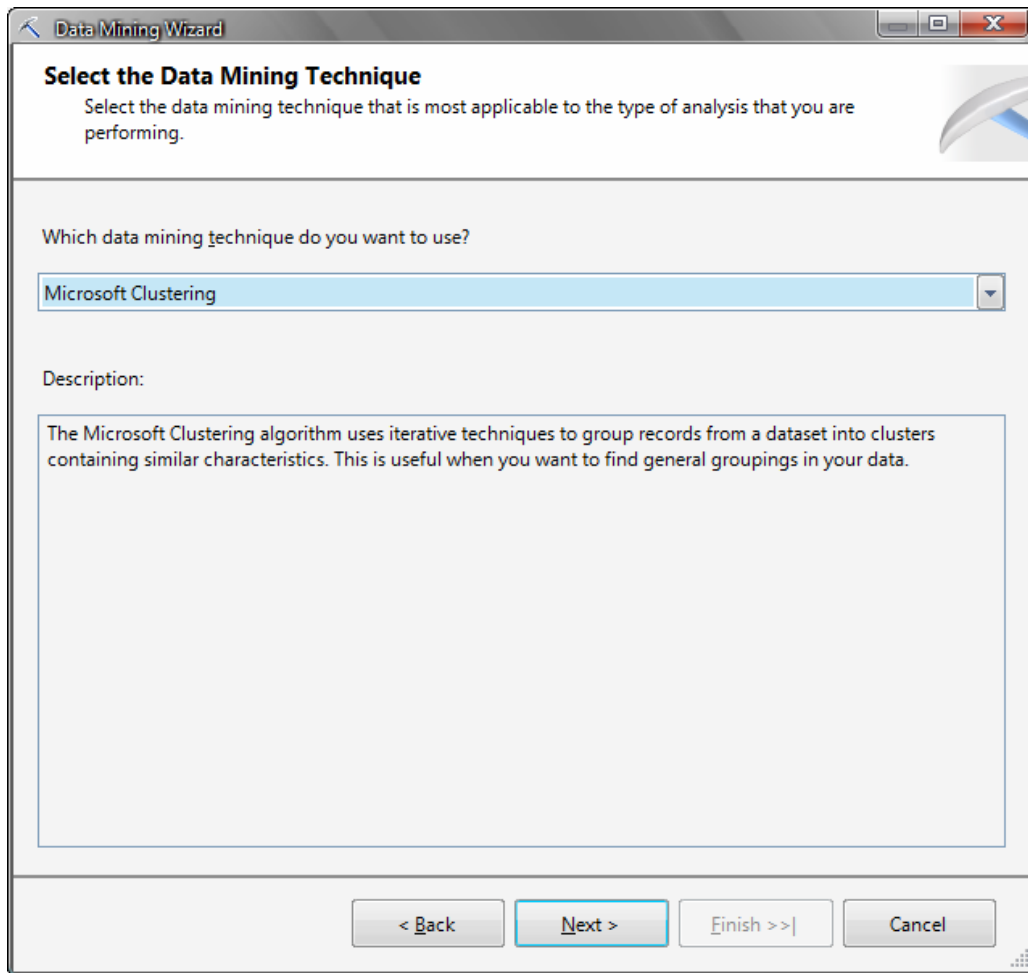 Data Mining Wizard
Select the Data Mining Technique
Select the data mining technique that is most applicable to the type of analysis that you are
performing.
Which data mining technique do you want to use?
Microsoft Clustering
Description:
The Microsoft Clustering algorithm uses iterative techniques to group records from a dataset into clusters
containing similar characteristics. This is useful when you want to find general groupings in your data.
< Back Next > Finish >>| Cancel